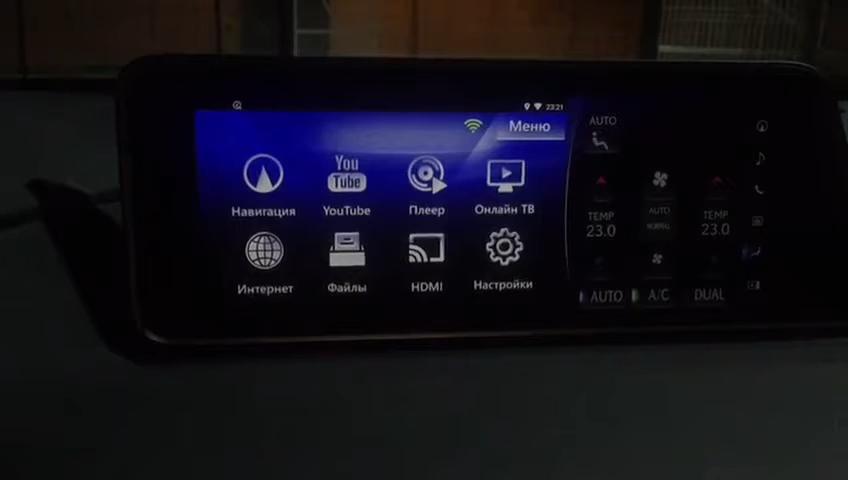 23:21
Меню
You
Tube
Навигация
YouTube
Плеер
Онлайн ТВ
Интернет
Файлы
HDMI
Настройки
AUTO
TEMP
23.0
AUTO
NORMAL
TEMP
23.0
AUTO
A/C
DUAL